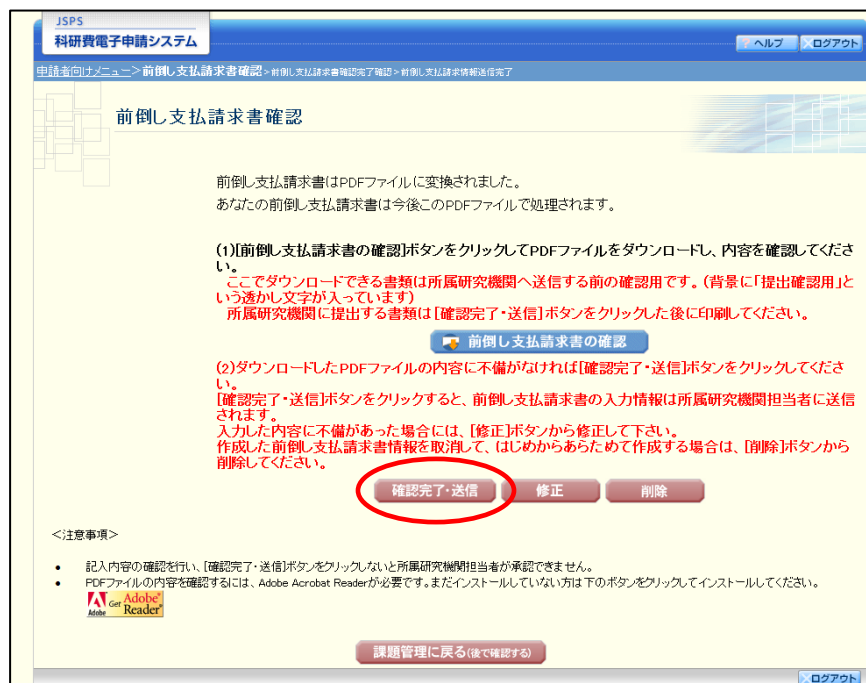 JSPS
科研費電子申請システム
ヘルプ
ログアウト
申請者向けメニュー>前倒し支払請求書確認>前倒し支払請求書確認完了確認>前倒し支払請求情報送信完了
前倒し支払請求書確認
前倒し支払請求書はPDFファイルに変換されました。
あなたの前倒し支払請求書は今後このPDFファイルで処理されます。
(1)[前倒し支払請求書の確認]ボタンをクリックしてPDFファイルをダウンロードし、内容を確認してくださ
い。
ここでダウンロードできる書類は所属研究機関へ送信する前の確認用です。(背景に「提出確認用」と
いう透かし文字が入っています)
所属研究機関に提出する書類は[確認完了・送信]ボタンをクリックした後に印刷してください。
前倒し支払請求書の確認
(2)ダウンロードしたPDFファイルの内容に不備がなければ[確認完了・送信]ボタンをクリックしてくださ
い。
[確認完了・送信]ボタンをクリックすると、前倒し支払請求書の入力情報は所属研究機関担当者に送信
されます。
入力した内容に不備があった場合には、[修正]ボタンから修正して下さい。
作成した前倒し支払請求書情報を取消して、はじめからあらためて作成する場合は、[削除]ボタンから
削除してください。
確認完了・送信
修正
削除
<注意事項>
• 記入内容の確認を行い、[確認完了・送信]ボタンをクリックしないと所属研究機関担当者が承認できません。
• PDFファイルの内容を確認するには、Adobe Acrobat Readerが必要です。まだインストールしていない方は下のボタンをクリックしてインストールしてください。
Adobe Get Adobe® Reader®
課題管理に戻る(後で確認する)
ログアウト